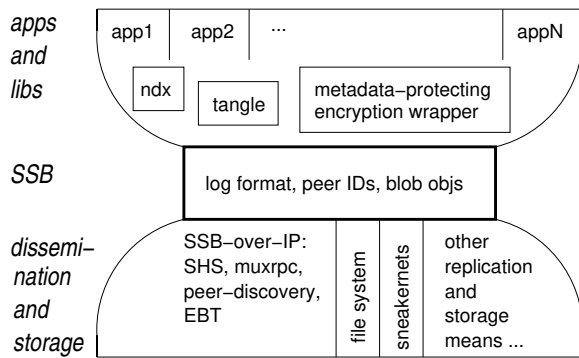 apps
and
libs
app1
app2
...
appN
ndx
tangle
metadata−protecting
encryption wrapper
SSB
log format, peer IDs, blob objs
dissemi−
nation
and
storage
SSB−over−IP:
SHS, muxrpc,
peer−discovery,
EBT
file system
sneakernets
other
replication
and
storage
means ...